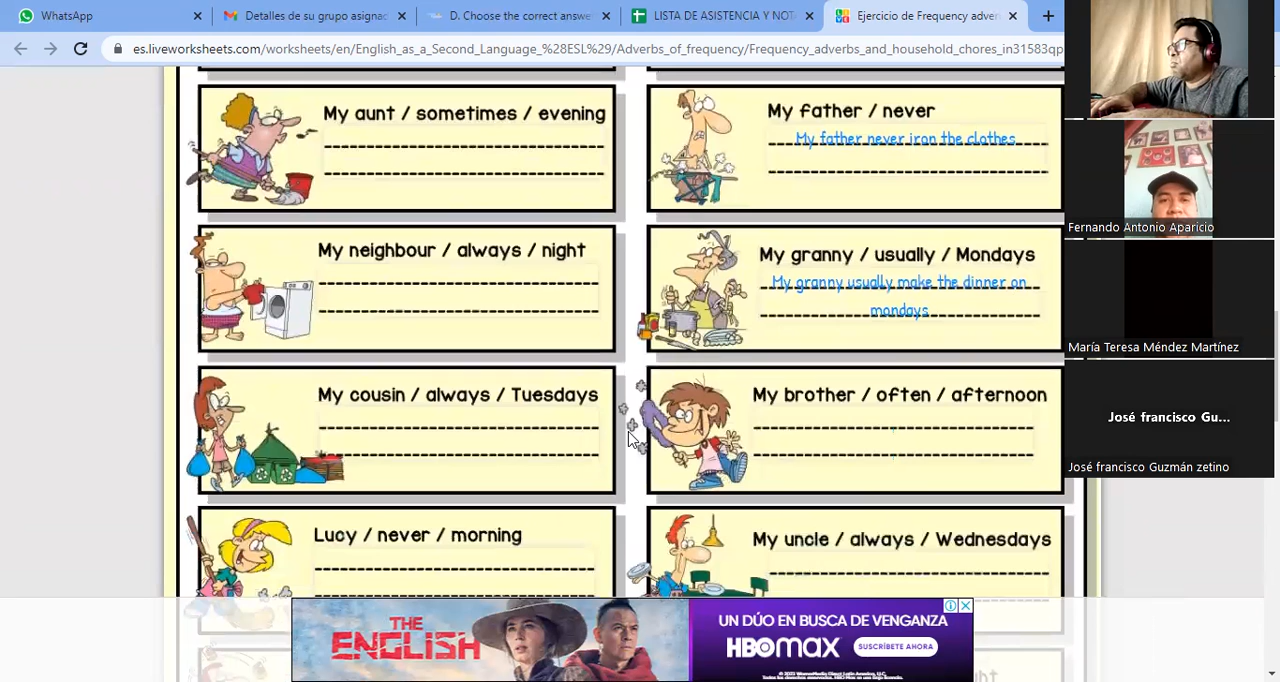 WhatsApp
Detalles de su grupo asignac
D. Choose the correct answe
LISTA DE ASISTENCIA Y NOT
Ejercicio de Frequency adver
es.liveworksheets.com/worksheets/en/English_as_a_Second_Language_%28ESL%29/Adverbs_of_frequency/Frequency_adverbs_and_household_chores_in31583qp
My aunt / sometimes / evening
My father / never
My father never iron the clothes
My neighbour / always / night
My granny / usually / Mondays
My granny usually make the dinner on
mondays
My cousin / always / Tuesdays
My brother / often / afternoon
Lucy / never / morning
My uncle / always / Wednesdays
THE
ENGLISH
UN DÚO EN BUSCA DE VENGANZA
HBOMAX
SUSCRÍBETE AHORA
Fernando Antonio Aparicio
María Teresa Méndez Martínez
José francisco Gu...
José francisco Guzmán zetino